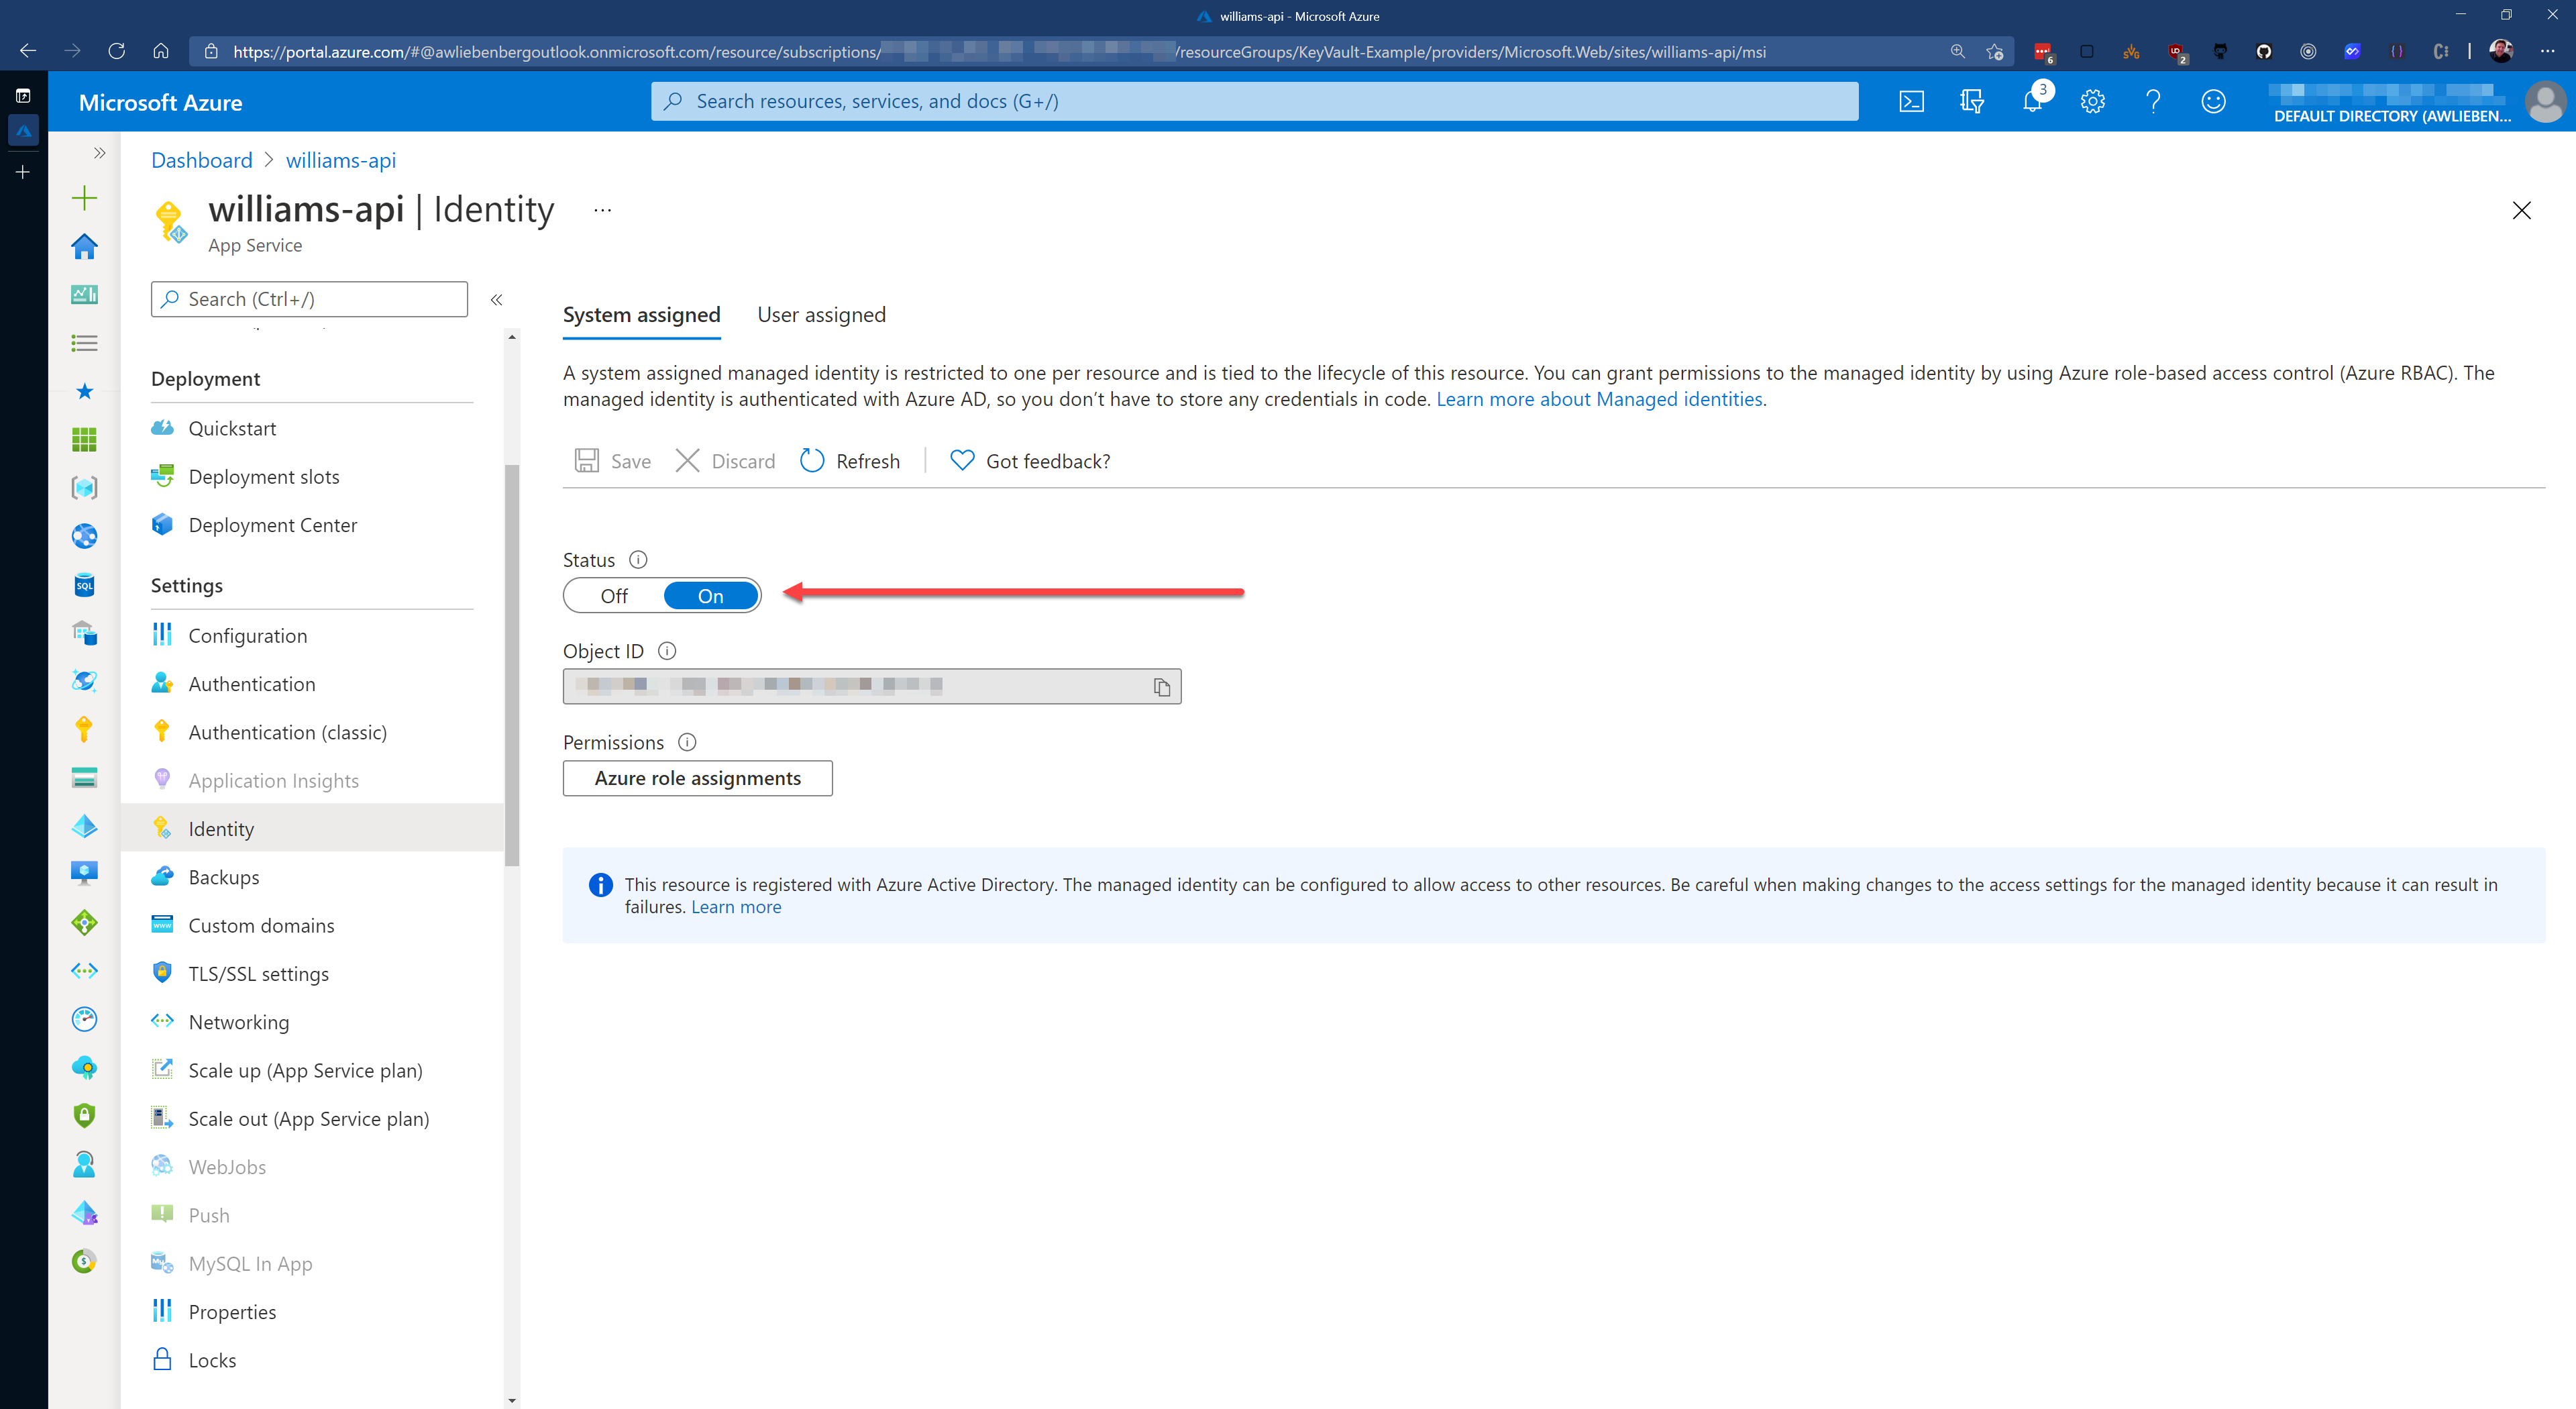 williams-api - Microsoft Azure
https://portal.azure.com/#@awliebenbergoutlook.onmicrosoft.com/resource/subscriptions/
/resourceGroups/KeyVault-Example/providers/Microsoft.Web/sites/williams-api/msi
6
2
Microsoft Azure
Search resources, services, and docs (G+/)
3
DEFAULT DIRECTORY (AWLIEBEN...
Dashboard > williams-api
williams-api | Identity ...
App Service
Search (Ctrl+/)
Deployment
Quickstart
Deployment slots
Deployment Center
Settings
Configuration
Authentication
Authentication (classic)
Application Insights
Identity
Backups
Custom domains
TLS/SSL settings
Networking
Scale up (App Service plan)
Scale out (App Service plan)
WebJobs
Push
MySQL In App
Properties
Locks
System assigned User assigned
A system assigned managed identity is restricted to one per resource and is tied to the lifecycle of this resource. You can grant permissions to the managed identity by using Azure role-based access control (Azure RBAC). The
managed identity is authenticated with Azure AD, so you don’t have to store any credentials in code. Learn more about Managed identities.
Save Discard Refresh Got feedback?
Status
Off On
Object ID
Permissions
Azure role assignments
This resource is registered with Azure Active Directory. The managed identity can be configured to allow access to other resources. Be careful when making changes to the access settings for the managed identity because it can result in
failures. Learn more